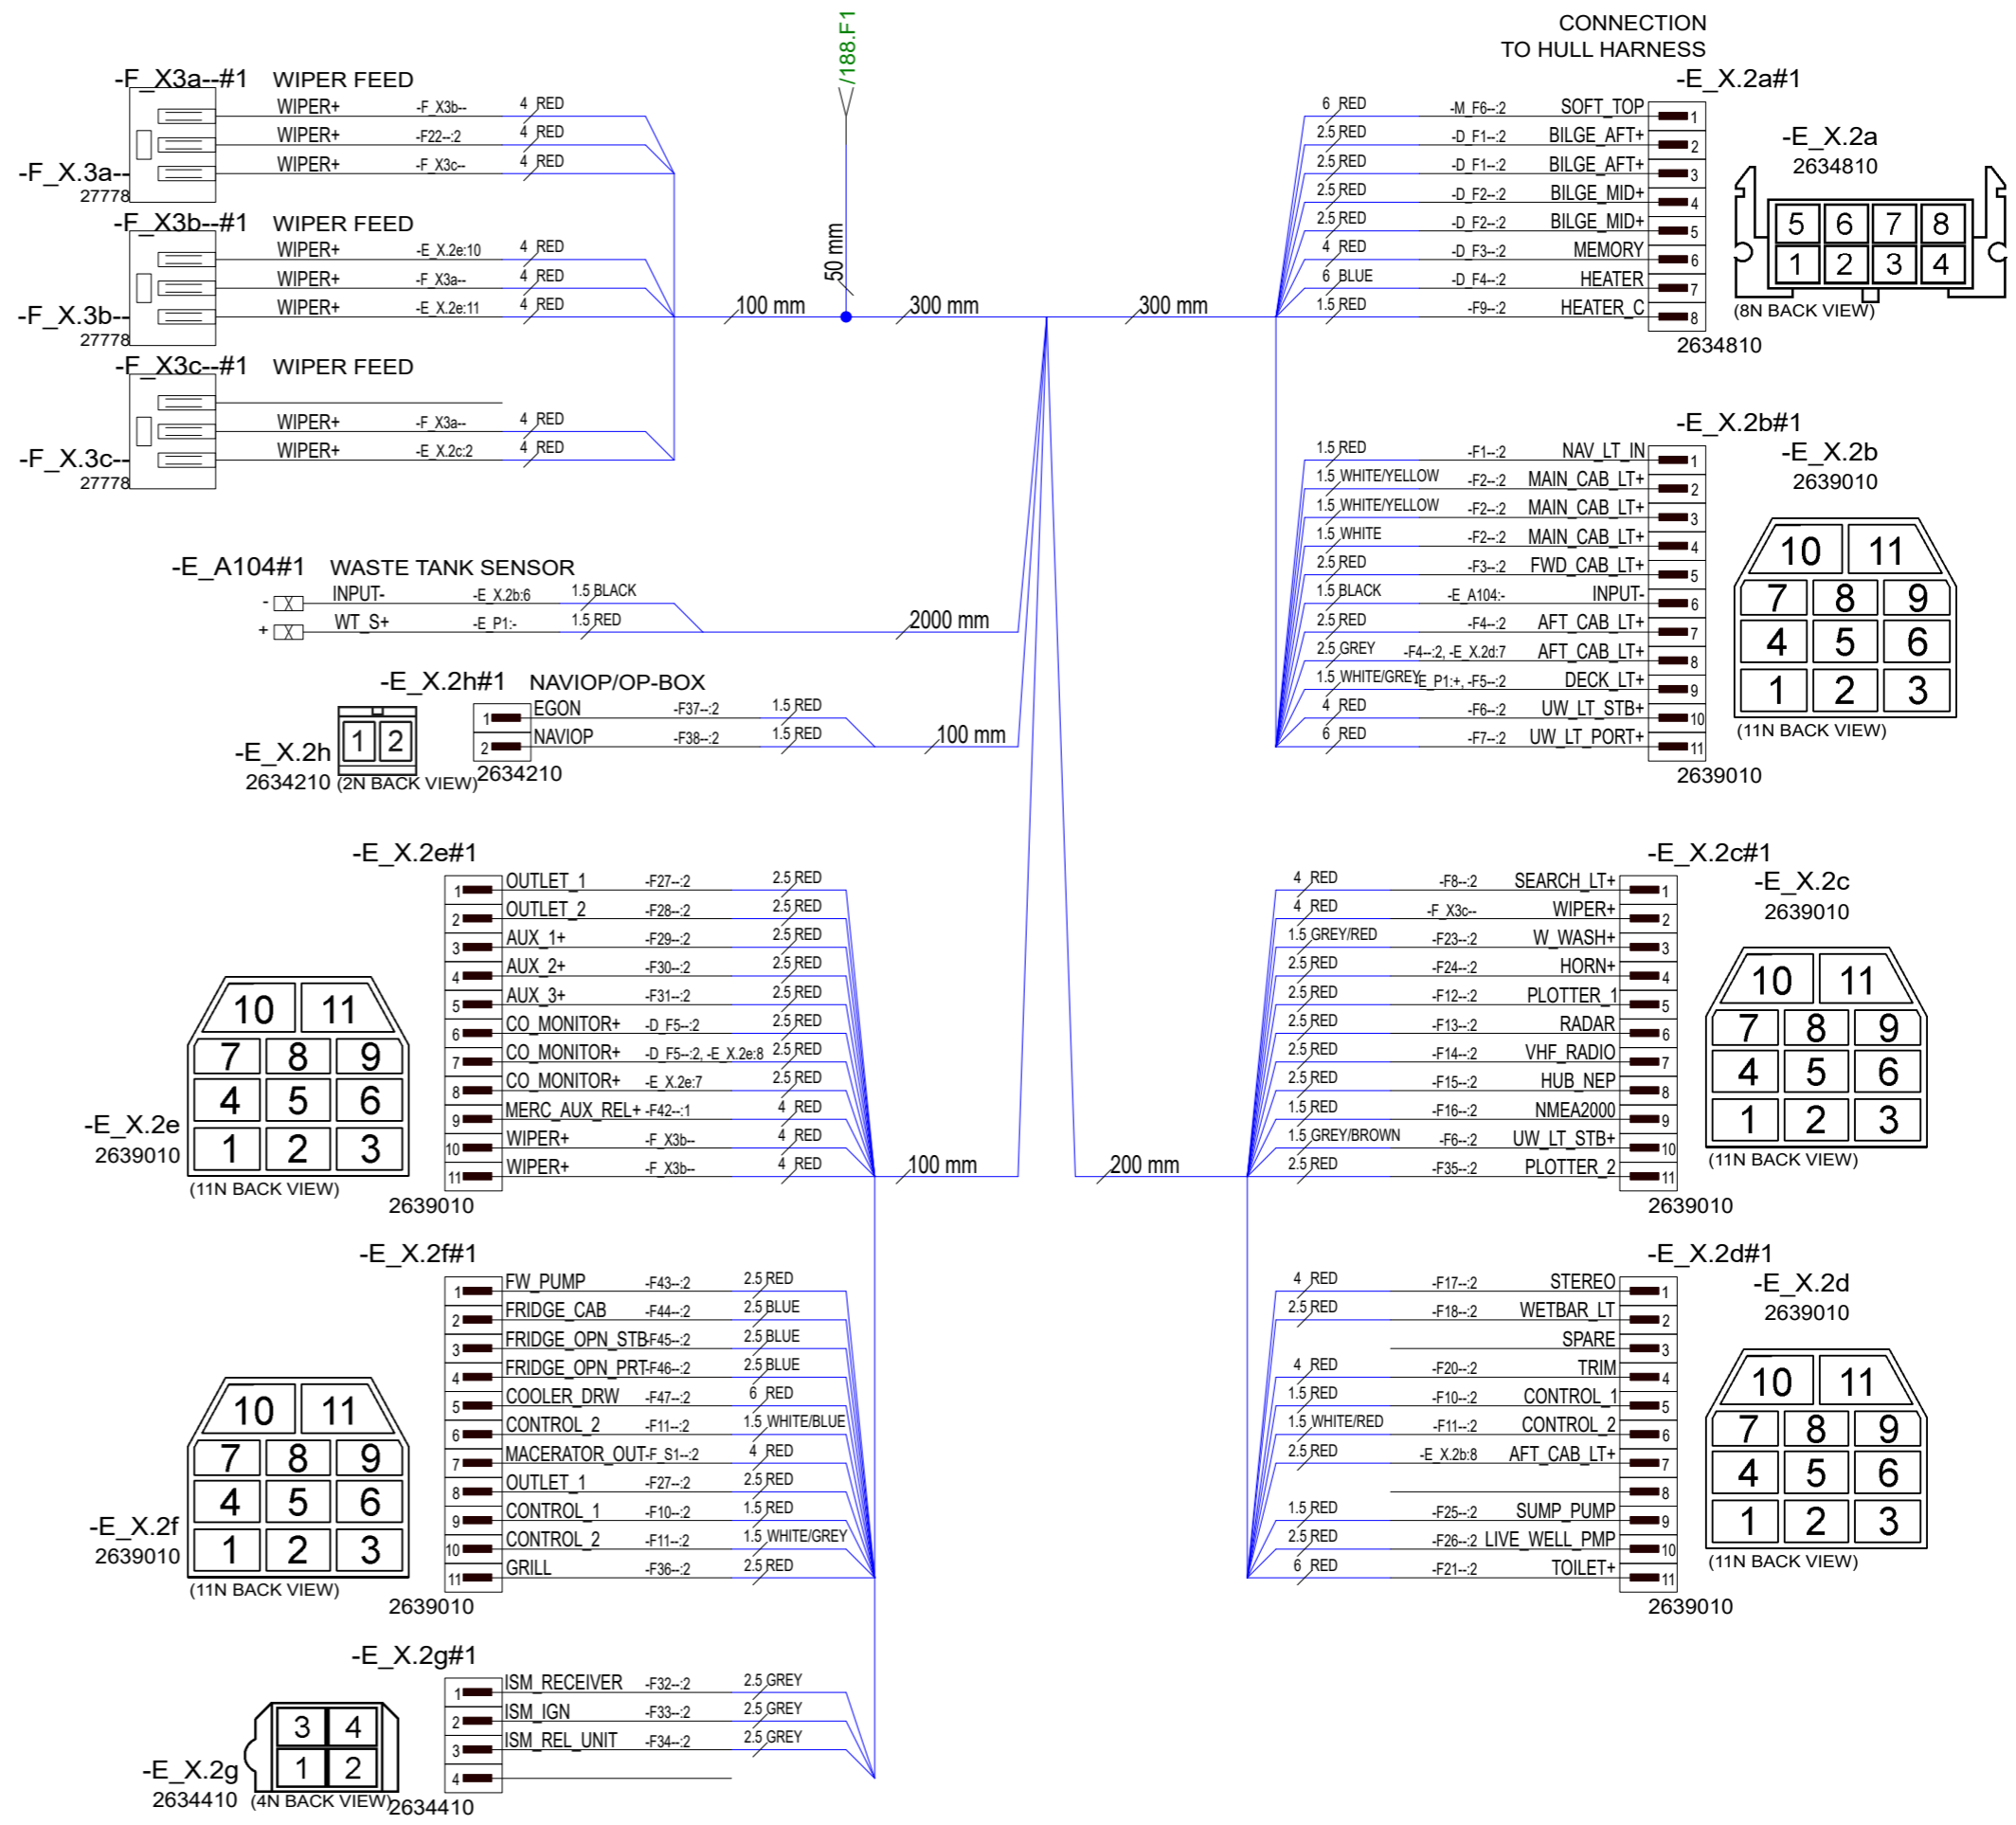 CONNECTION
TO HULL HARNESS
/188.F1
-F_X3a--#1 WIPER FEED
WIPER+ -F_X3b-- 4 RED
WIPER+ -F22--:2 4 RED
WIPER+ -F_X3c-- 4 RED
-F_X.3a--
27778
-F_X3b--#1 WIPER FEED
WIPER+ -E_X.2e:10 4 RED
WIPER+ -F_X3a-- 4 RED
WIPER+ -E_X.2e:11 4 RED
-F_X.3b--
27778
-F_X3c--#1 WIPER FEED
WIPER+ -F_X3a-- 4 RED
WIPER+ -E_X.2c:2 4 RED
-F_X.3c--
27778
100 mm
50 mm
300 mm
300 mm
-E_X.2a#1
6 RED -M_F6--:2 SOFT_TOP 1
2.5 RED -D_F1--:2 BILGE_AFT+ 2
2.5 RED -D_F1--:2 BILGE_AFT+ 3
2.5 RED -D_F2--:2 BILGE_MID+ 4
2.5 RED -D_F2--:2 BILGE_MID+ 5
4 RED -D_F3--:2 MEMORY 6
6 BLUE -D_F4--:2 HEATER 7
1.5 RED -F9--:2 HEATER_C 8
2634810
-E_X.2a
2634810
5 6 7 8
1 2 3 4
(8N BACK VIEW)
-E_X.2b#1
1.5 RED -F1--:2 NAV_LT_IN 1
1.5 WHITE/YELLOW -F2--:2 MAIN_CAB_LT+ 2
1.5 WHITE/YELLOW -F2--:2 MAIN_CAB_LT+ 3
1.5 WHITE -F2--:2 MAIN_CAB_LT+ 4
2.5 RED -F3--:2 FWD_CAB_LT+ 5
1.5 BLACK -E_A104:- INPUT- 6
2.5 RED -F4--:2 AFT_CAB_LT+ 7
2.5 GREY -F4--:2, -E_X.2d:7 AFT_CAB_LT+ 8
1.5 WHITE/GREY E_P1:+, -F5--:2 DECK_LT+ 9
4 RED -F6--:2 UW_LT_STB+ 10
6 RED -F7--:2 UW_LT_PORT+ 11
2639010
-E_X.2b
2639010
10 11
7 8 9
4 5 6
1 2 3
(11N BACK VIEW)
-E_A104#1 WASTE TANK SENSOR
- X INPUT- -E_X.2b:6 1.5 BLACK
+ X WT_S+ -E_P1:- 1.5 RED
2000 mm
-E_X.2h#1 NAVIOP/OP-BOX
1 EGON -F37--:2 1.5 RED
2 NAVIOP -F38--:2 1.5 RED
100 mm
2634210
1 2
-E_X.2h
2634210 (2N BACK VIEW)
-E_X.2e#1
1 OUTLET_1 -F27--:2 2.5 RED
2 OUTLET_2 -F28--:2 2.5 RED
3 AUX_1+ -F29--:2 2.5 RED
4 AUX_2+ -F30--:2 2.5 RED
5 AUX_3+ -F31--:2 2.5 RED
6 CO_MONITOR+ -D_F5--:2 2.5 RED
7 CO_MONITOR+ -D_F5--:2, -E_X.2e:8 2.5 RED
8 CO_MONITOR+ -E_X.2e:7 2.5 RED
9 MERC_AUX_REL+ -F42--:1 4 RED
10 WIPER+ -F_X3b-- 4 RED
11 WIPER+ -F_X3b-- 4 RED
2639010
100 mm
10 11
7 8 9
4 5 6
1 2 3
-E_X.2e
2639010
(11N BACK VIEW)
-E_X.2c#1
4 RED -F8--:2 SEARCH_LT+ 1
4 RED -F_X3c-- WIPER+ 2
1.5 GREY/RED -F23--:2 W_WASH+ 3
2.5 RED -F24--:2 HORN+ 4
2.5 RED -F12--:2 PLOTTER_1 5
2.5 RED -F13--:2 RADAR 6
2.5 RED -F14--:2 VHF_RADIO 7
2.5 RED -F15--:2 HUB_NEP 8
1.5 RED -F16--:2 NMEA2000 9
1.5 GREY/BROWN -F6--:2 UW_LT_STB+ 10
2.5 RED -F35--:2 PLOTTER_2 11
2639010
200 mm
-E_X.2c
2639010
10 11
7 8 9
4 5 6
1 2 3
(11N BACK VIEW)
-E_X.2f#1
1 FW_PUMP -F43--:2 2.5 RED
2 FRIDGE_CAB -F44--:2 2.5 BLUE
3 FRIDGE_OPN_STB -F45--:2 2.5 BLUE
4 FRIDGE_OPN_PRT -F46--:2 2.5 BLUE
5 COOLER_DRW -F47--:2 6 RED
6 CONTROL_2 -F11--:2 1.5 WHITE/BLUE
7 MACERATOR_OUT -F_S1--:2 4 RED
8 OUTLET_1 -F27--:2 2.5 RED
9 CONTROL_1 -F10--:2 1.5 RED
10 CONTROL_2 -F11--:2 1.5 WHITE/GREY
11 GRILL -F36--:2 2.5 RED
2639010
10 11
7 8 9
4 5 6
1 2 3
-E_X.2f
2639010
(11N BACK VIEW)
-E_X.2d#1
4 RED -F17--:2 STEREO 1
2.5 RED -F18--:2 WETBAR_LT 2
SPARE 3
4 RED -F20--:2 TRIM 4
1.5 RED -F10--:2 CONTROL_1 5
1.5 WHITE/RED -F11--:2 CONTROL_2 6
2.5 RED -E_X.2b:8 AFT_CAB_LT+ 7
8
1.5 RED -F25--:2 SUMP_PUMP 9
2.5 RED -F26--:2 LIVE_WELL_PMP 10
6 RED -F21--:2 TOILET+ 11
2639010
-E_X.2d
2639010
10 11
7 8 9
4 5 6
1 2 3
(11N BACK VIEW)
-E_X.2g#1
1 ISM_RECEIVER -F32--:2 2.5 GREY
2 ISM_IGN -F33--:2 2.5 GREY
3 ISM_REL_UNIT -F34--:2 2.5 GREY
4
2634410
3 4
1 2
-E_X.2g
2634410 (4N BACK VIEW)